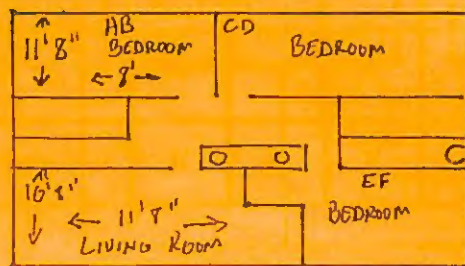 AB
BEDROOM
11'8"
8'
CD
BEDROOM
10'8"
11'8"
LIVING ROOM
EF
BEDROOM